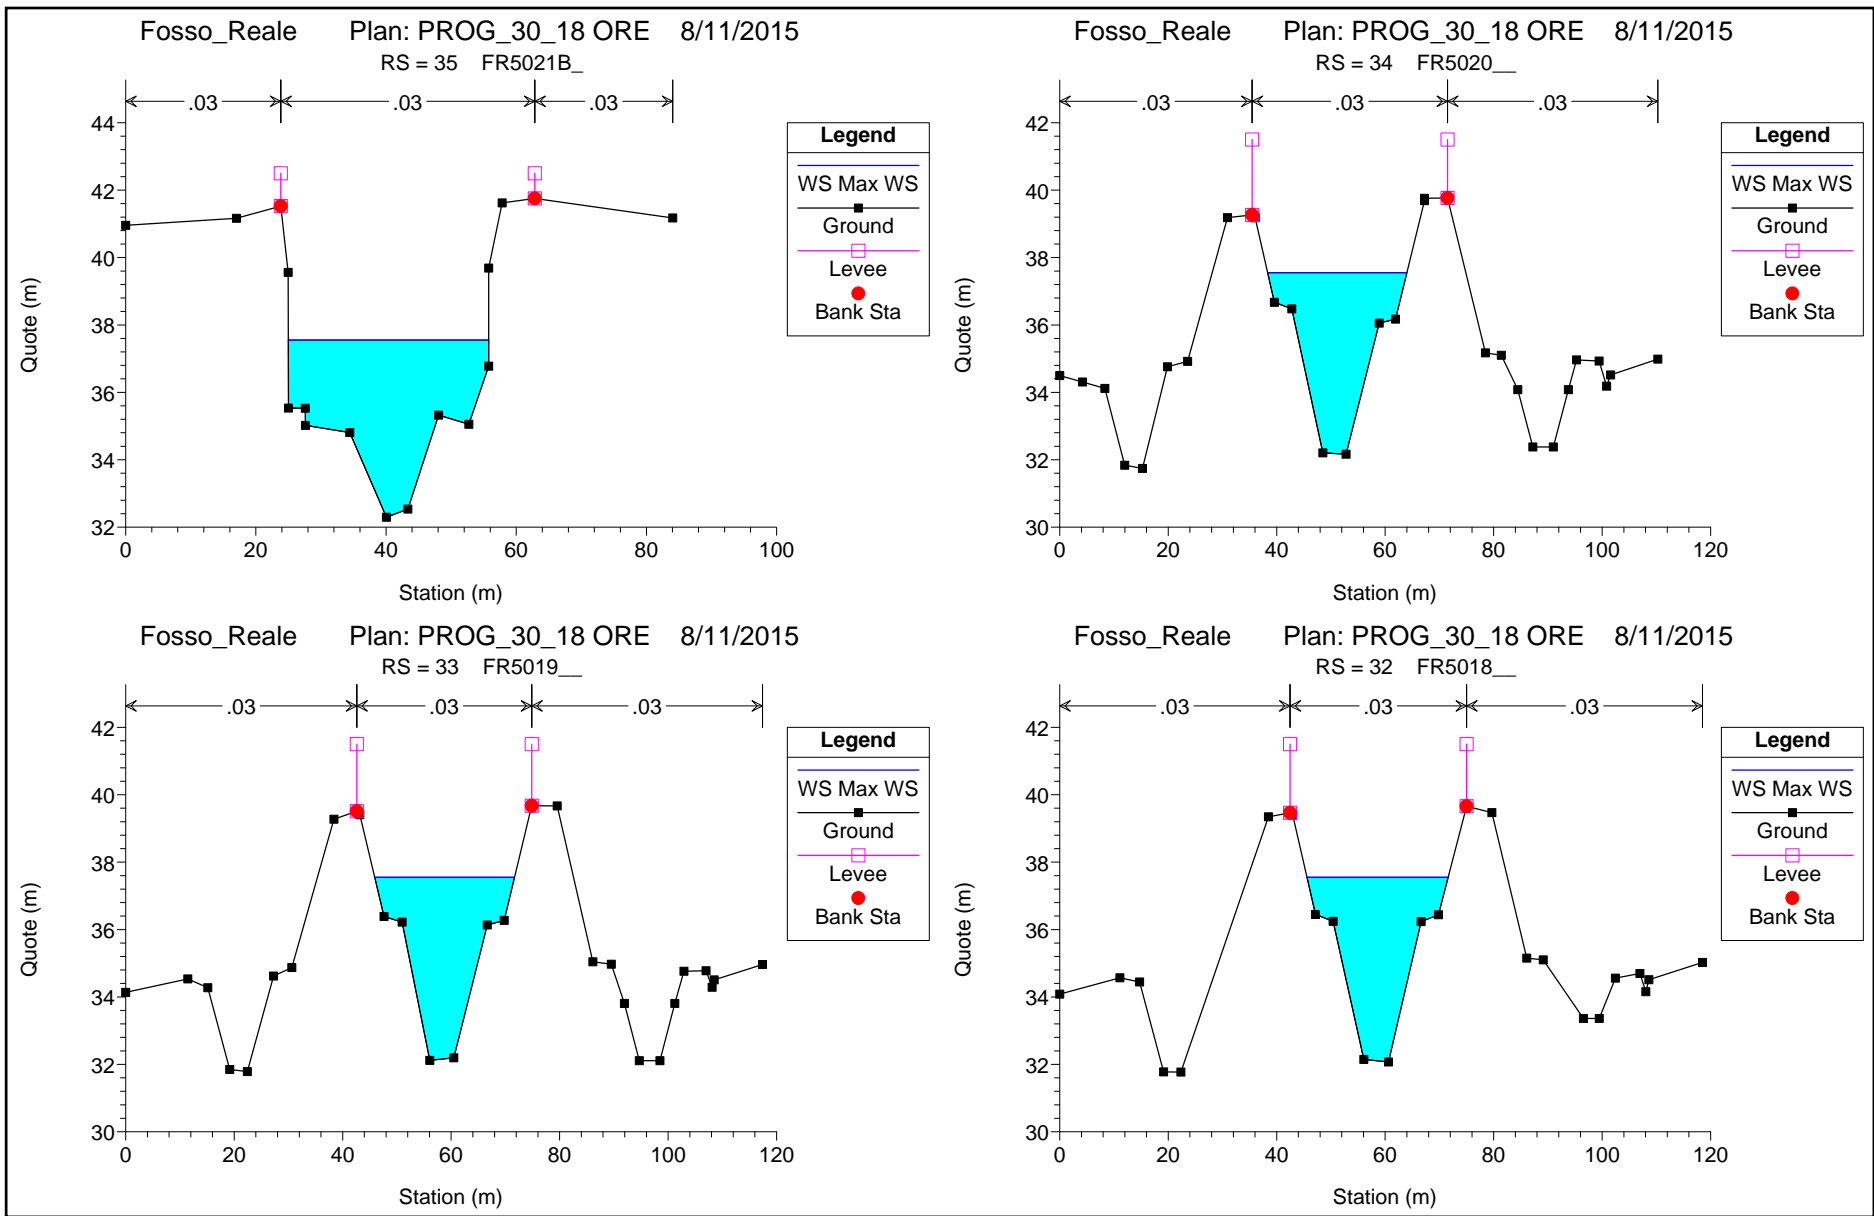 Fosso_Reale Plan: PROG_30_18 ORE 8/11/2015
RS = 35 FR5021B_
.03 .03 .03
44
42
40
38
36
34
32
0 20 40 60 80 100
Quote (m)
Station (m)
Legend
WS Max WS
Ground
Levee
Bank Sta
Fosso_Reale Plan: PROG_30_18 ORE 8/11/2015
RS = 34 FR5020__
.03 .03 .03
42
40
38
36
34
32
30
0 20 40 60 80 100 120
Quote (m)
Station (m)
Legend
WS Max WS
Ground
Levee
Bank Sta
Fosso_Reale Plan: PROG_30_18 ORE 8/11/2015
RS = 33 FR5019__
.03 .03 .03
42
40
38
36
34
32
30
0 20 40 60 80 100 120
Quote (m)
Station (m)
Legend
WS Max WS
Ground
Levee
Bank Sta
Fosso_Reale Plan: PROG_30_18 ORE 8/11/2015
RS = 32 FR5018__
.03 .03 .03
42
40
38
36
34
32
30
0 20 40 60 80 100 120
Quote (m)
Station (m)
Legend
WS Max WS
Ground
Levee
Bank Sta